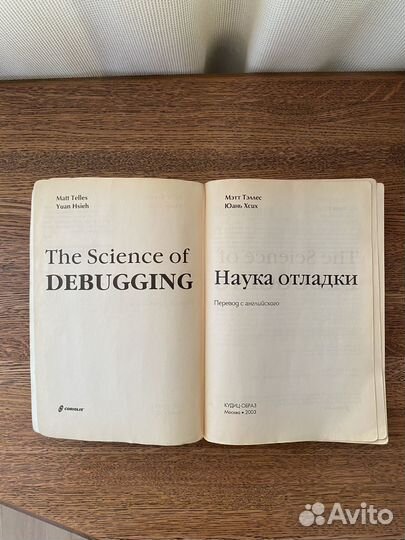 Matt Telles
Yuan Hsieh
The Science of
DEBUGGING
CORIOLIS
Мэтт Тэллес
Юань Хсих
Наука отладки
Перевод с английского
КУДИЦ-ОБРАЗ
Москва • 2003
Avito